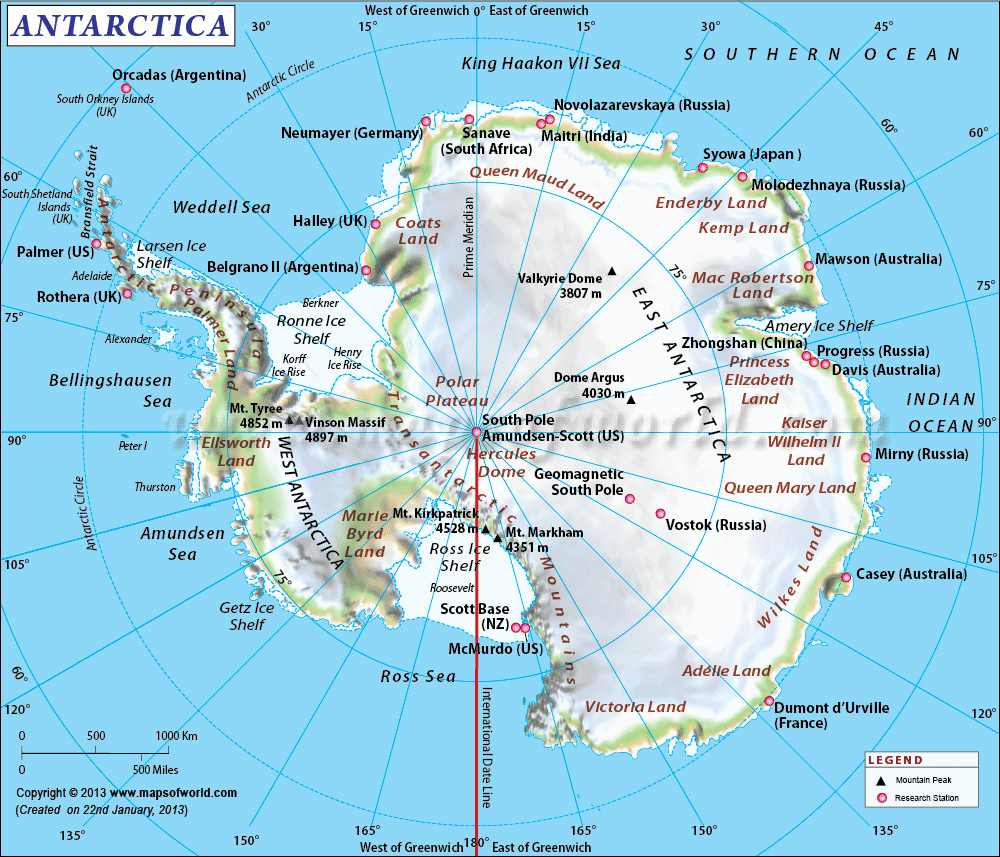 ANTARCTICA
West of Greenwich 0° East of Greenwich
30°
15°
15°
30°
45°
SOUTHERN OCEAN
King Haakon VII Sea
Antarctic Circle
Orcadas (Argentina)
South Orkney Islands
(UK)
Neumayer (Germany)
Sanave
(South Africa)
Novolazarevskaya (Russia)
Maitri (India)
Syowa (Japan )
Molodezhnaya (Russia)
60°
60°
60°
Queen Maud Land
Enderby Land
Kemp Land
Bransfield Strait
South Shetland
Islands
(UK)
Weddell Sea
Halley (UK)
Coats
Land
Prime Meridian
Palmer (US)
Larsen Ice
Shelf
Antarctic Peninsula
Adelaide
Belgrano II (Argentina)
Valkyrie Dome
3807 m
75°
Mac Robertson
Land
Mawson (Australia)
75°
Rothera (UK)
Palmer Land
Berkner
Ronne Ice
Shelf
EAST ANTARCTICA
Amery Ice Shelf
75°
Alexander
Korff
Ice Rise
Henry
Ice Rise
Zhongshan (China)
Progress (Russia)
Davis (Australia)
Princess
Elizabeth
Land
Bellingshausen
Sea
Polar
Plateau
Dome Argus
4030 m
INDIAN
OCEAN
Mt. Tyree
4852 m
Vinson Massif
4897 m
South Pole
Amundsen-Scott (US)
Kaiser
Wilhelm II
Land
90°
90°
Peter I
Ellsworth
Land
WEST ANTARCTICA
Transantarctic Mountains
Hercules
Dome
Geomagnetic
South Pole
Mirny (Russia)
Queen Mary Land
Thurston
Antarctic Circle
Mt. Kirkpatrick
4528 m
Mt. Markham
4351 m
Vostok (Russia)
Marie
Byrd
Land
Amundsen
Sea
Ross Ice
Shelf
105°
105°
Wilkes Land
Casey (Australia)
75°
Roosevelt
Getz Ice
Shelf
Scott Base
(NZ)
McMurdo (US)
Ross Sea
Adélie Land
60°
Victoria Land
Dumont d'Urville
(France)
120°
120°
International Date Line
0 500 1000 Km
0 500 Miles
LEGEND
Mountain Peak
Research Station
Copyright © 2013 www.mapsofworld.com
(Created on 22nd January, 2013)
135°
150°
165°
180°
165°
150°
135°
West of Greenwich East of Greenwich